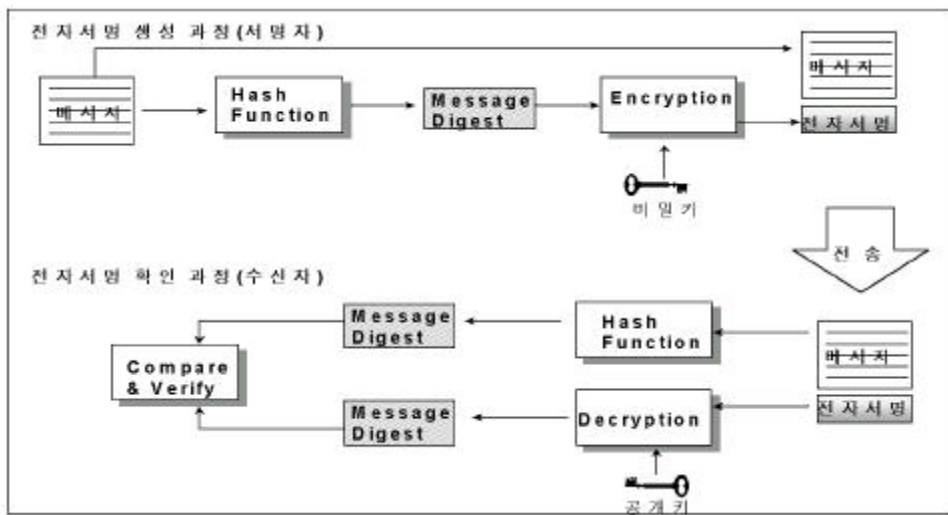 전자서명 생성 과정(서명자)
메시지
Hash
Function
Message
Digest
Encryption
메시지
전자서명
비밀키
전송
전자서명 확인 과정(수신자)
Message
Digest
Hash
Function
메시지
Compare
& Verify
Message
Digest
Decryption
전자서명
공개키